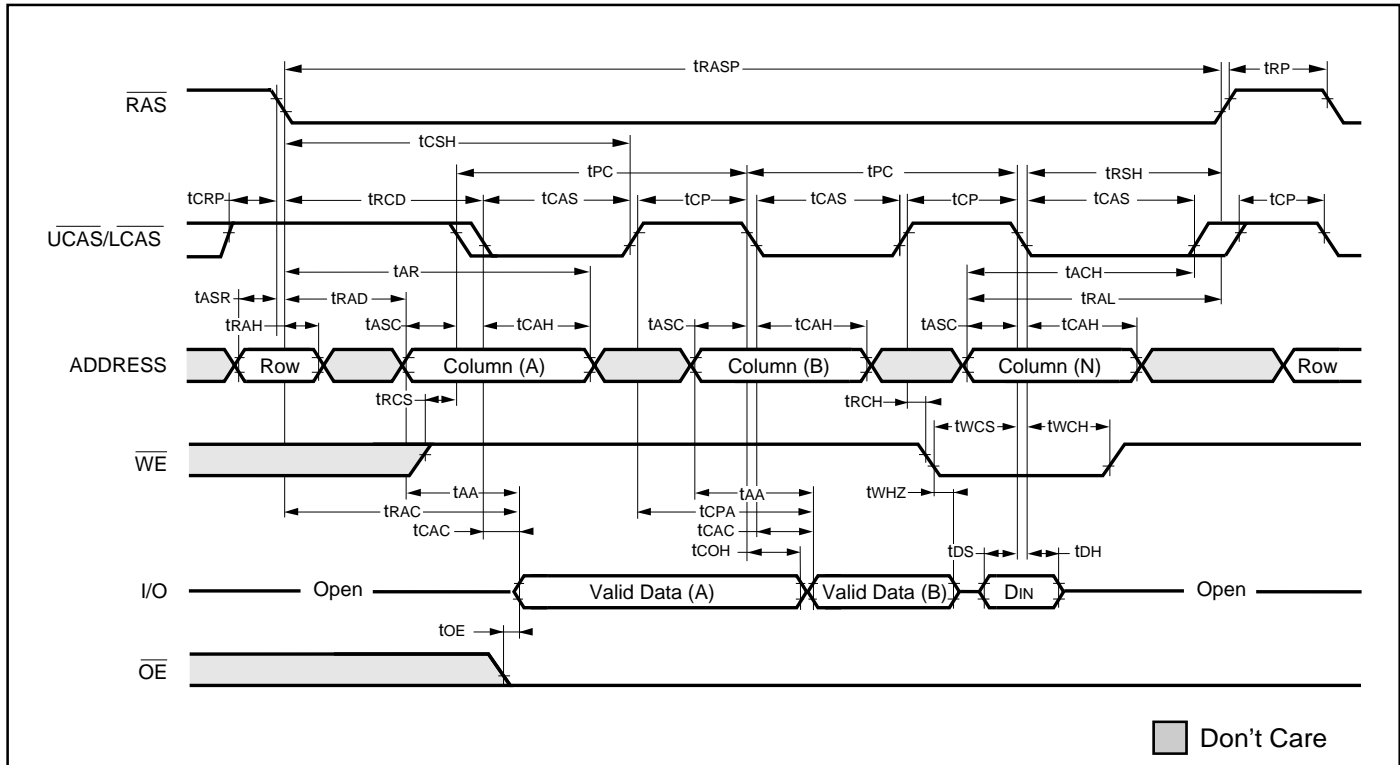 tRASP tRP
RAS
tCSH
tPC tPC tRSH
tCRP tRCD tCAS tCP tCAS tCP tCAS tCP
UCAS/LCAS
tAR tACH
tASR tRAD tRAL
tRAH tASC tCAH tASC tCAH tASC tCAH
ADDRESS Row Column (A) Column (B) Column (N) Row
tRCS tRCH
tWCS tWCH
WE
tAA tAA tWHZ
tRAC tCPA
tCAC tCAC
tCOH tDS tDH
I/O Open Valid Data (A) Valid Data (B) DIN Open
tOE
OE
Don't Care